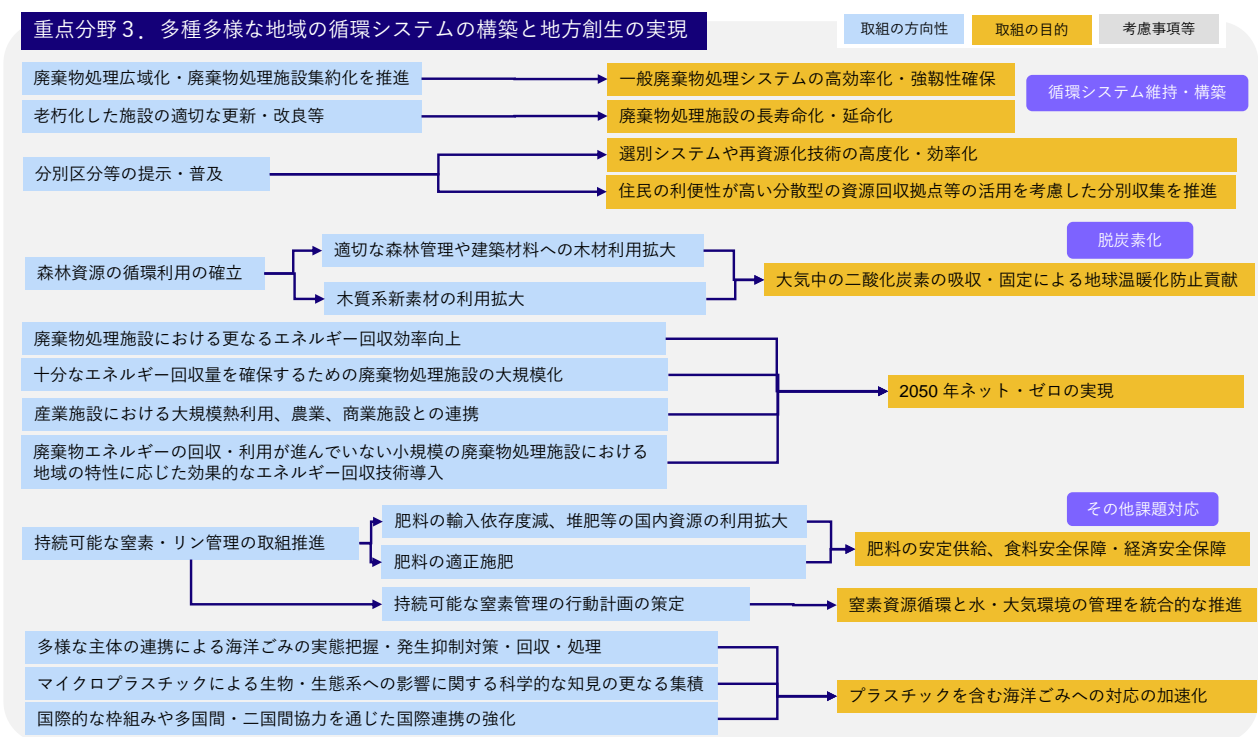 重点分野３．多種多様な地域の循環システムの構築と地方創生の実現
取組の方向性
取組の目的
考慮事項等
廃棄物処理広域化・廃棄物処理施設集約化を推進
一般廃棄物処理システムの高効率化・強靱性確保
循環システム維持・構築
老朽化した施設の適切な更新・改良等
廃棄物処理施設の長寿命化・延命化
分別区分等の提示・普及
選別システムや再資源化技術の高度化・効率化
住民の利便性が高い分散型の資源回収拠点等の活用を考慮した分別収集を推進
脱炭素化
森林資源の循環利用の確立
適切な森林管理や建築材料への木材利用拡大
木質系新素材の利用拡大
大気中の二酸化炭素の吸収・固定による地球温暖化防止貢献
廃棄物処理施設における更なるエネルギー回収効率向上
十分なエネルギー回収量を確保するための廃棄物処理施設の大規模化
産業施設における大規模熱利用、農業、商業施設との連携
廃棄物エネルギーの回収・利用が進んでいない小規模の廃棄物処理施設における
地域の特性に応じた効果的なエネルギー回収技術導入
2050 年ネット・ゼロの実現
その他課題対応
持続可能な窒素・リン管理の取組推進
肥料の輸入依存度減、堆肥等の国内資源の利用拡大
肥料の適正施肥
肥料の安定供給、食料安全保障・経済安全保障
持続可能な窒素管理の行動計画の策定
窒素資源循環と水・大気環境の管理を統合的な推進
多様な主体の連携による海洋ごみの実態把握・発生抑制対策・回収・処理
マイクロプラスチックによる生物・生態系への影響に関する科学的な知見の更なる集積
国際的な枠組みや多国間・二国間協力を通じた国際連携の強化
プラスチックを含む海洋ごみへの対応の加速化